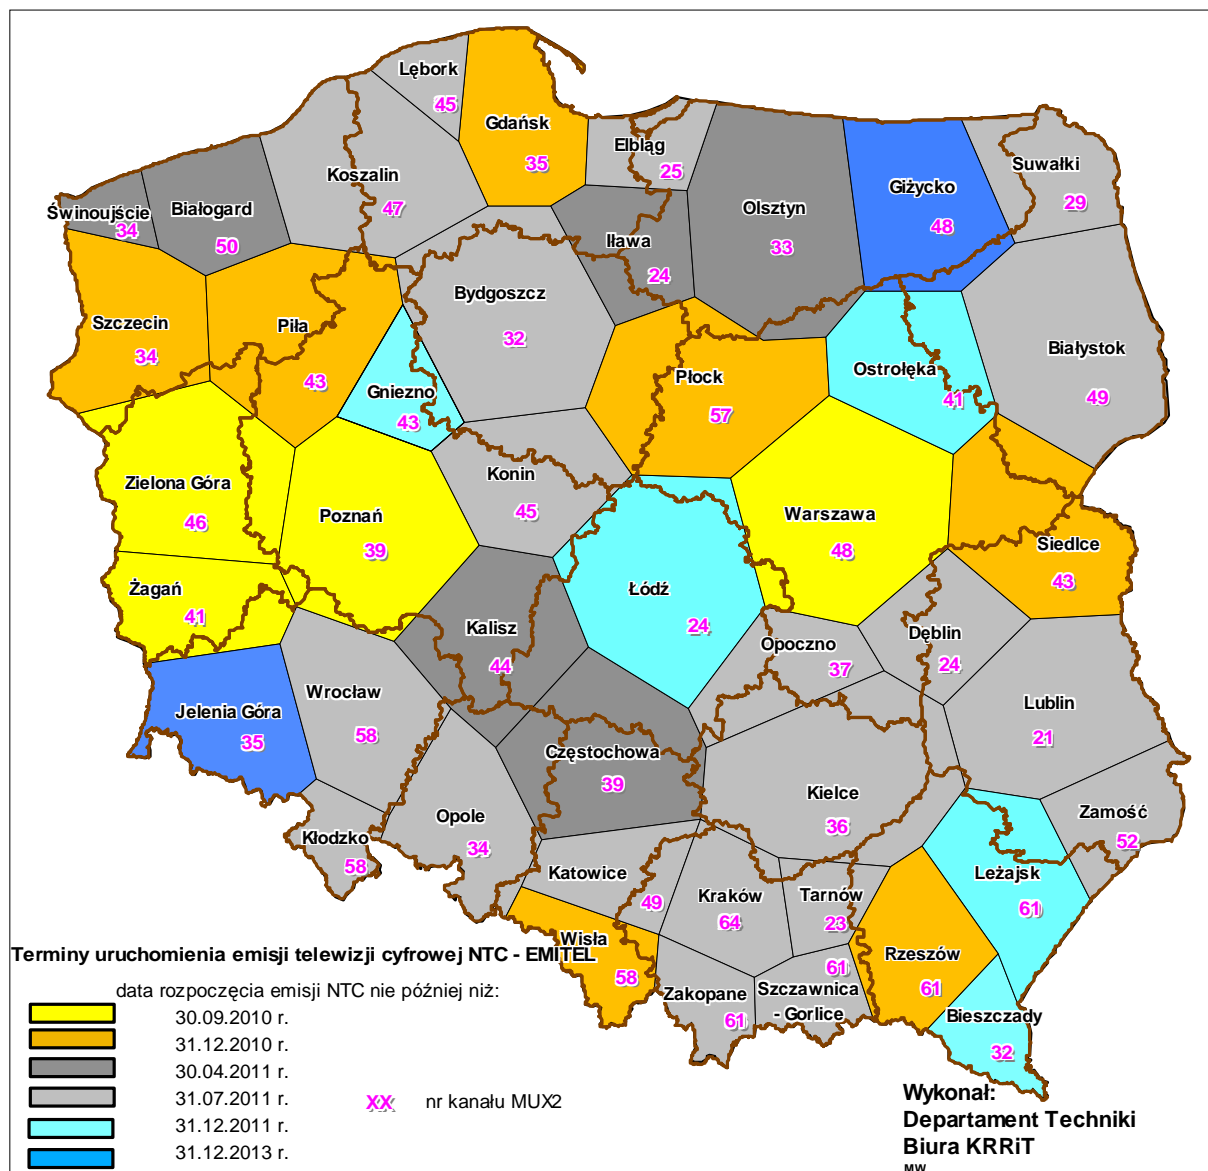 Lębork
45
Gdańsk
35
Elbląg
25
Suwałki
29
Koszalin
47
Giżycko
48
Świnoujście
34
Białogard
50
Olsztyn
33
Iława
24
Bydgoszcz
32
Szczecin
34
Piła
43
Białystok
49
Płock
57
Ostrołęka
41
Gniezno
43
Konin
45
Zielona Góra
46
Poznań
39
Warszawa
48
Siedlce
43
Żagań
41
Łódź
24
Kalisz
44
Opoczno
37
Dęblin
24
Wrocław
58
Jelenia Góra
35
Lublin
21
Częstochowa
39
Kielce
36
Zamość
52
Kłodzko
58
Opole
34
Katowice
49
Kraków
64
Tarnów
23
Leżajsk
61
Wisła
58
Rzeszów
61
Zakopane
61
61
Szczawnica
- Gorlice
Bieszczady
32
Terminy uruchomienia emisji telewizji cyfrowej NTC - EMITEL
data rozpoczęcia emisji NTC nie później niż:
30.09.2010 r.
31.12.2010 r.
30.04.2011 r.
31.07.2011 r.
31.12.2011 r.
31.12.2013 r.
XX nr kanału MUX2
Wykonał:
Departament Techniki
Biura KRRiT
MW